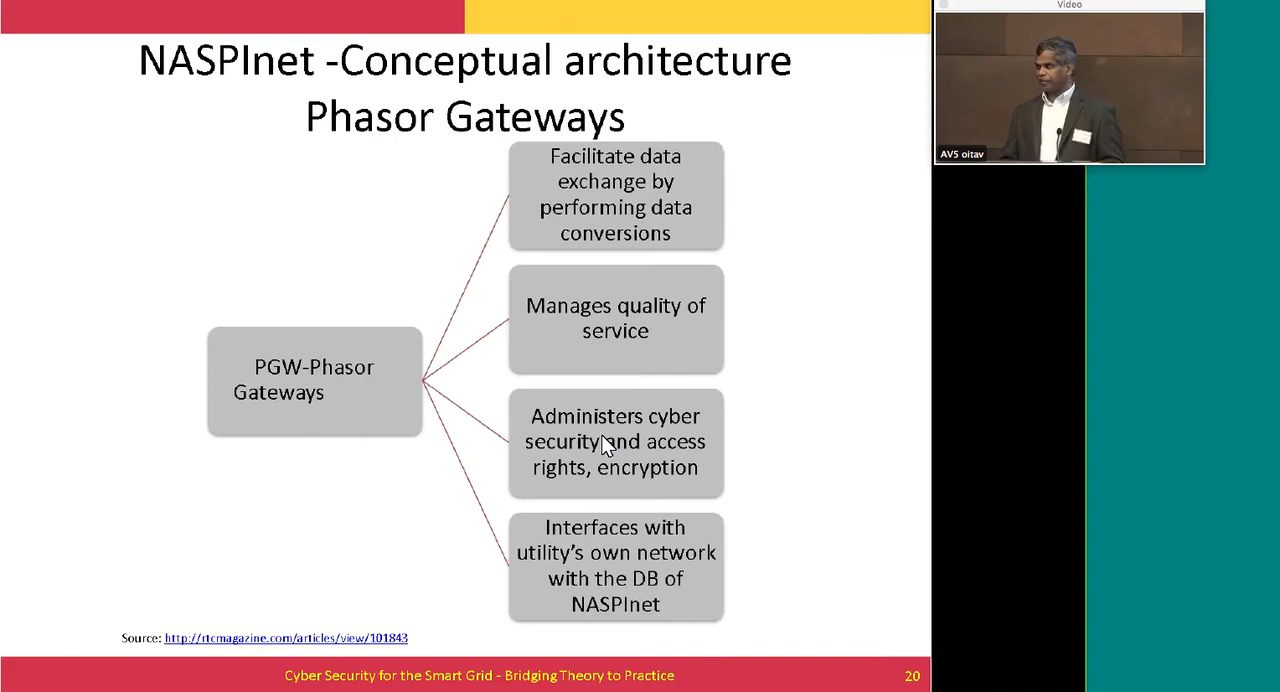 Video
NASPInet -Conceptual architecture
Phasor Gateways
AV5 oitav
Facilitate data
exchange by
performing data
conversions
Manages quality of
service
PGW-Phasor
Gateways
Administers cyber
security and access
rights, encryption
Interfaces with
utility's own network
with the DB of
NASPInet
Source: http://rtcmagazine.com/articles/view/101843
Cyber Security for the Smart Grid - Bridging Theory to Practice
20